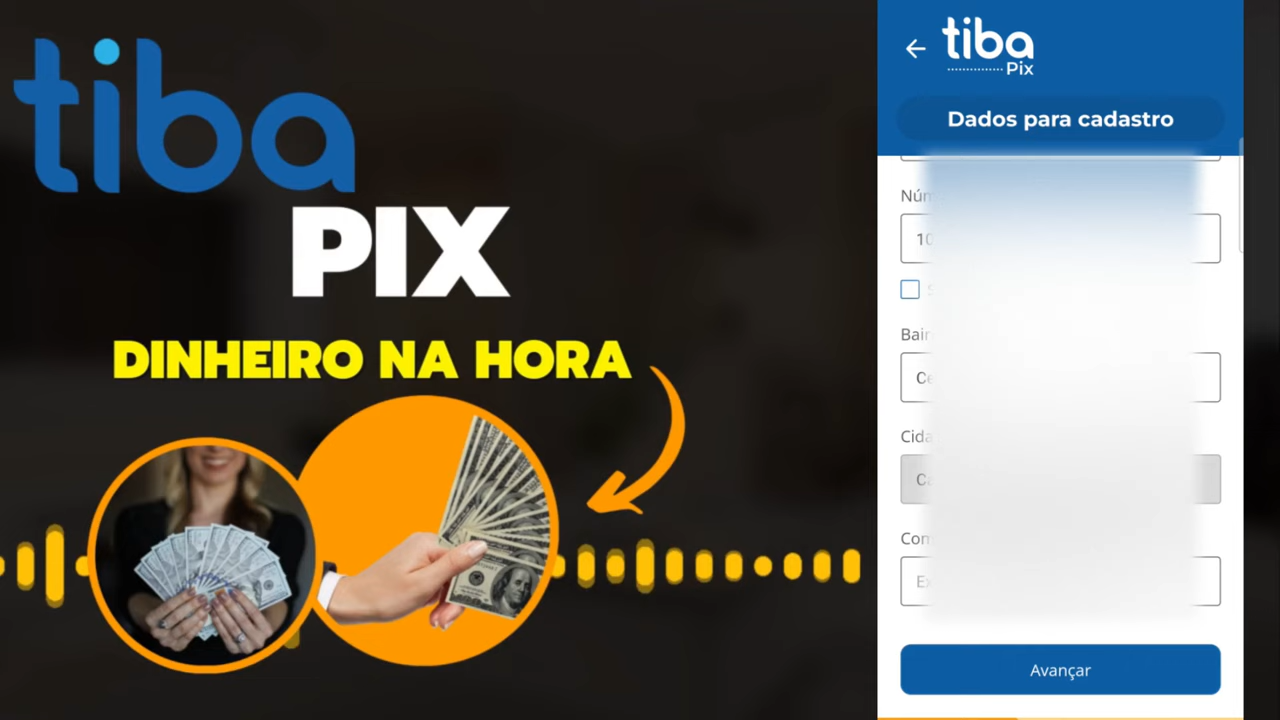 tiba
PIX
DINHEIRO NA HORA
tiba
Pix
Dados para cadastro
Avançar